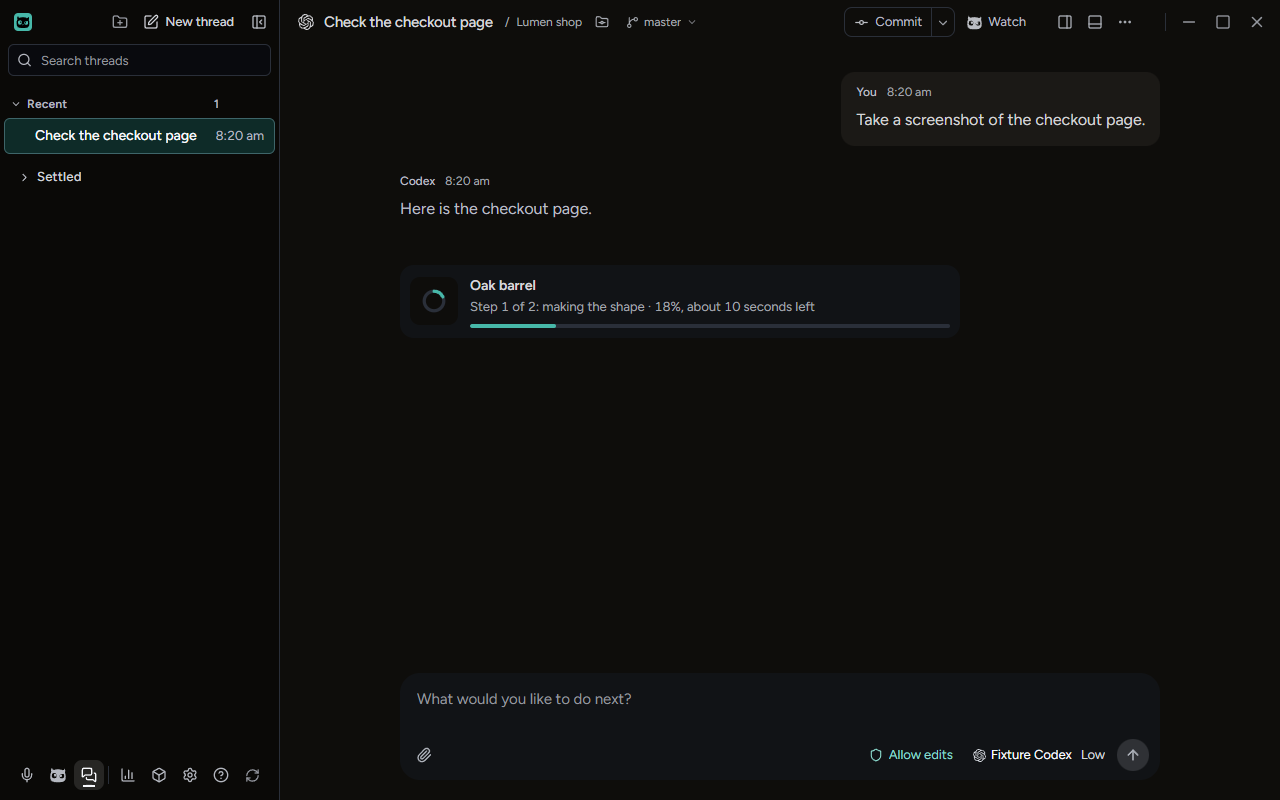 New thread
Search threads
Recent 1
Check the checkout page 8:20 am
Settled
Check the checkout page / Lumen shop master
Commit
Watch
You 8:20 am
Take a screenshot of the checkout page.
Codex 8:20 am
Here is the checkout page.
Oak barrel
Step 1 of 2: making the shape · 18%, about 10 seconds left
What would you like to do next?
Allow edits Fixture Codex Low